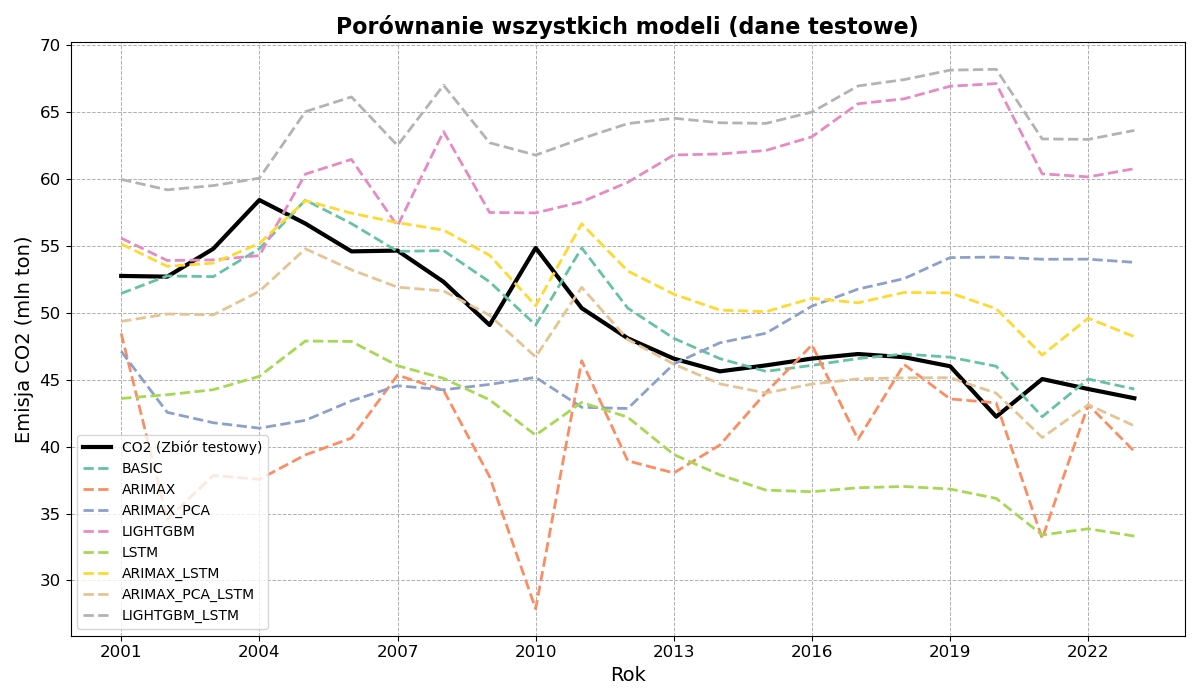 Porównanie wszystkich modeli (dane testowe)
Emisja CO2 (mln ton)
70
65
60
55
50
45
40
35
30
CO2 (Zbiór testowy)
BASIC
ARIMAX
ARIMAX_PCA
LIGHTGBM
LSTM
ARIMAX_LSTM
ARIMAX_PCA_LSTM
LIGHTGBM_LSTM
2001 2004 2007 2010 2013 2016 2019 2022
Rok